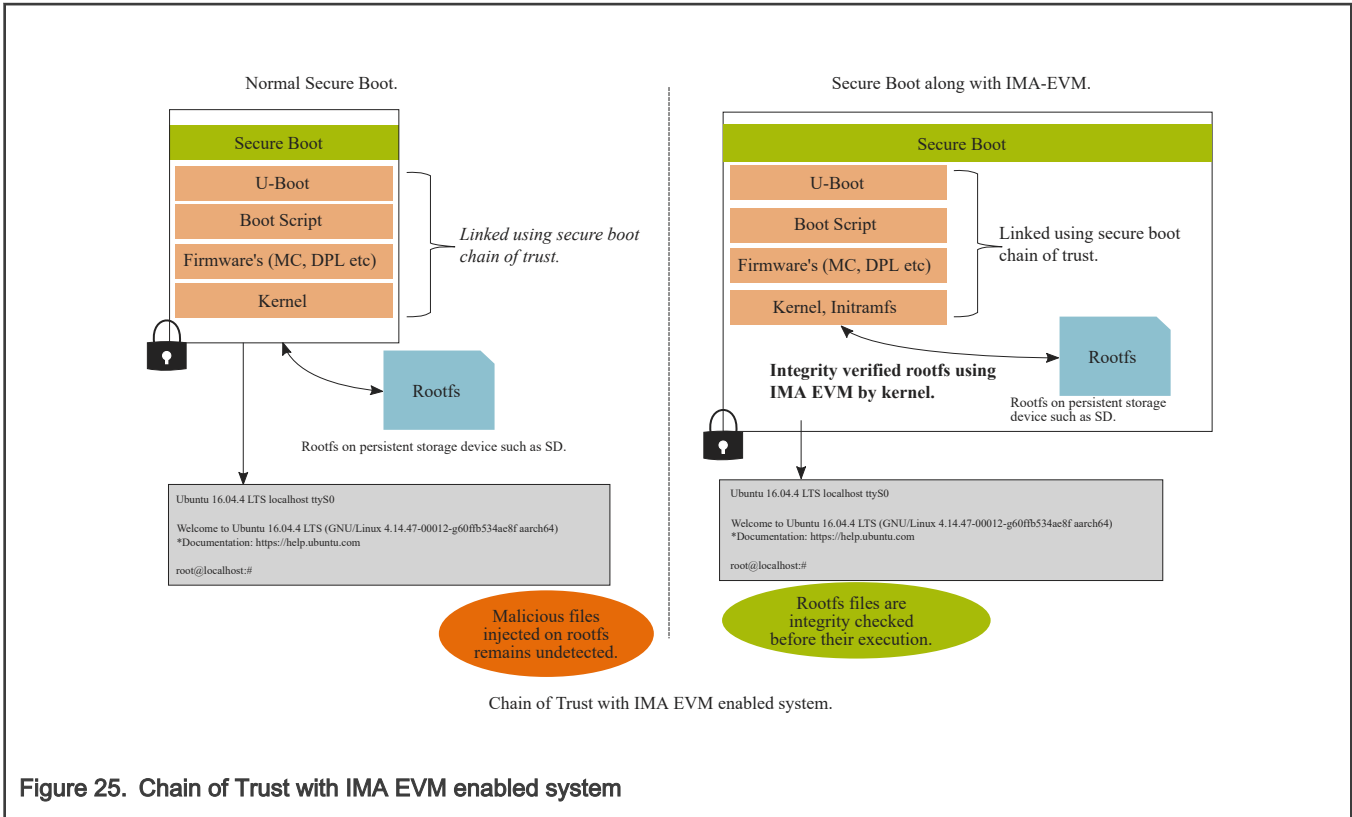 Normal Secure Boot.
Secure Boot
U-Boot
Boot Script
Firmware's (MC, DPL etc)
Kernel
Linked using secure boot
chain of trust.
Rootfs
Rootfs on persistent storage device such as SD.
Ubuntu 16.04.4 LTS localhost ttyS0
Welcome to Ubuntu 16.04.4 LTS (GNU/Linux 4.14.47-00012-g60ffb534ae8f aarch64)
*Documentation: https://help.ubuntu.com
root@localhost:#
Malicious files
injected on rootfs
remains undetected.
Secure Boot along with IMA-EVM.
Secure Boot
U-Boot
Boot Script
Firmware's (MC, DPL etc)
Kernel, Initramfs
Linked using secure boot
chain of trust.
Rootfs
Rootfs on persistent storage
device such as SD.
Integrity verified rootfs using
IMA EVM by kernel.
Ubuntu 16.04.4 LTS localhost ttyS0
Welcome to Ubuntu 16.04.4 LTS (GNU/Linux 4.14.47-00012-g60ffb534ae8f aarch64)
*Documentation: https://help.ubuntu.com
root@localhost:#
Rootfs files are
integrity checked
before their execution.
Chain of Trust with IMA EVM enabled system.
Figure 25. Chain of Trust with IMA EVM enabled system